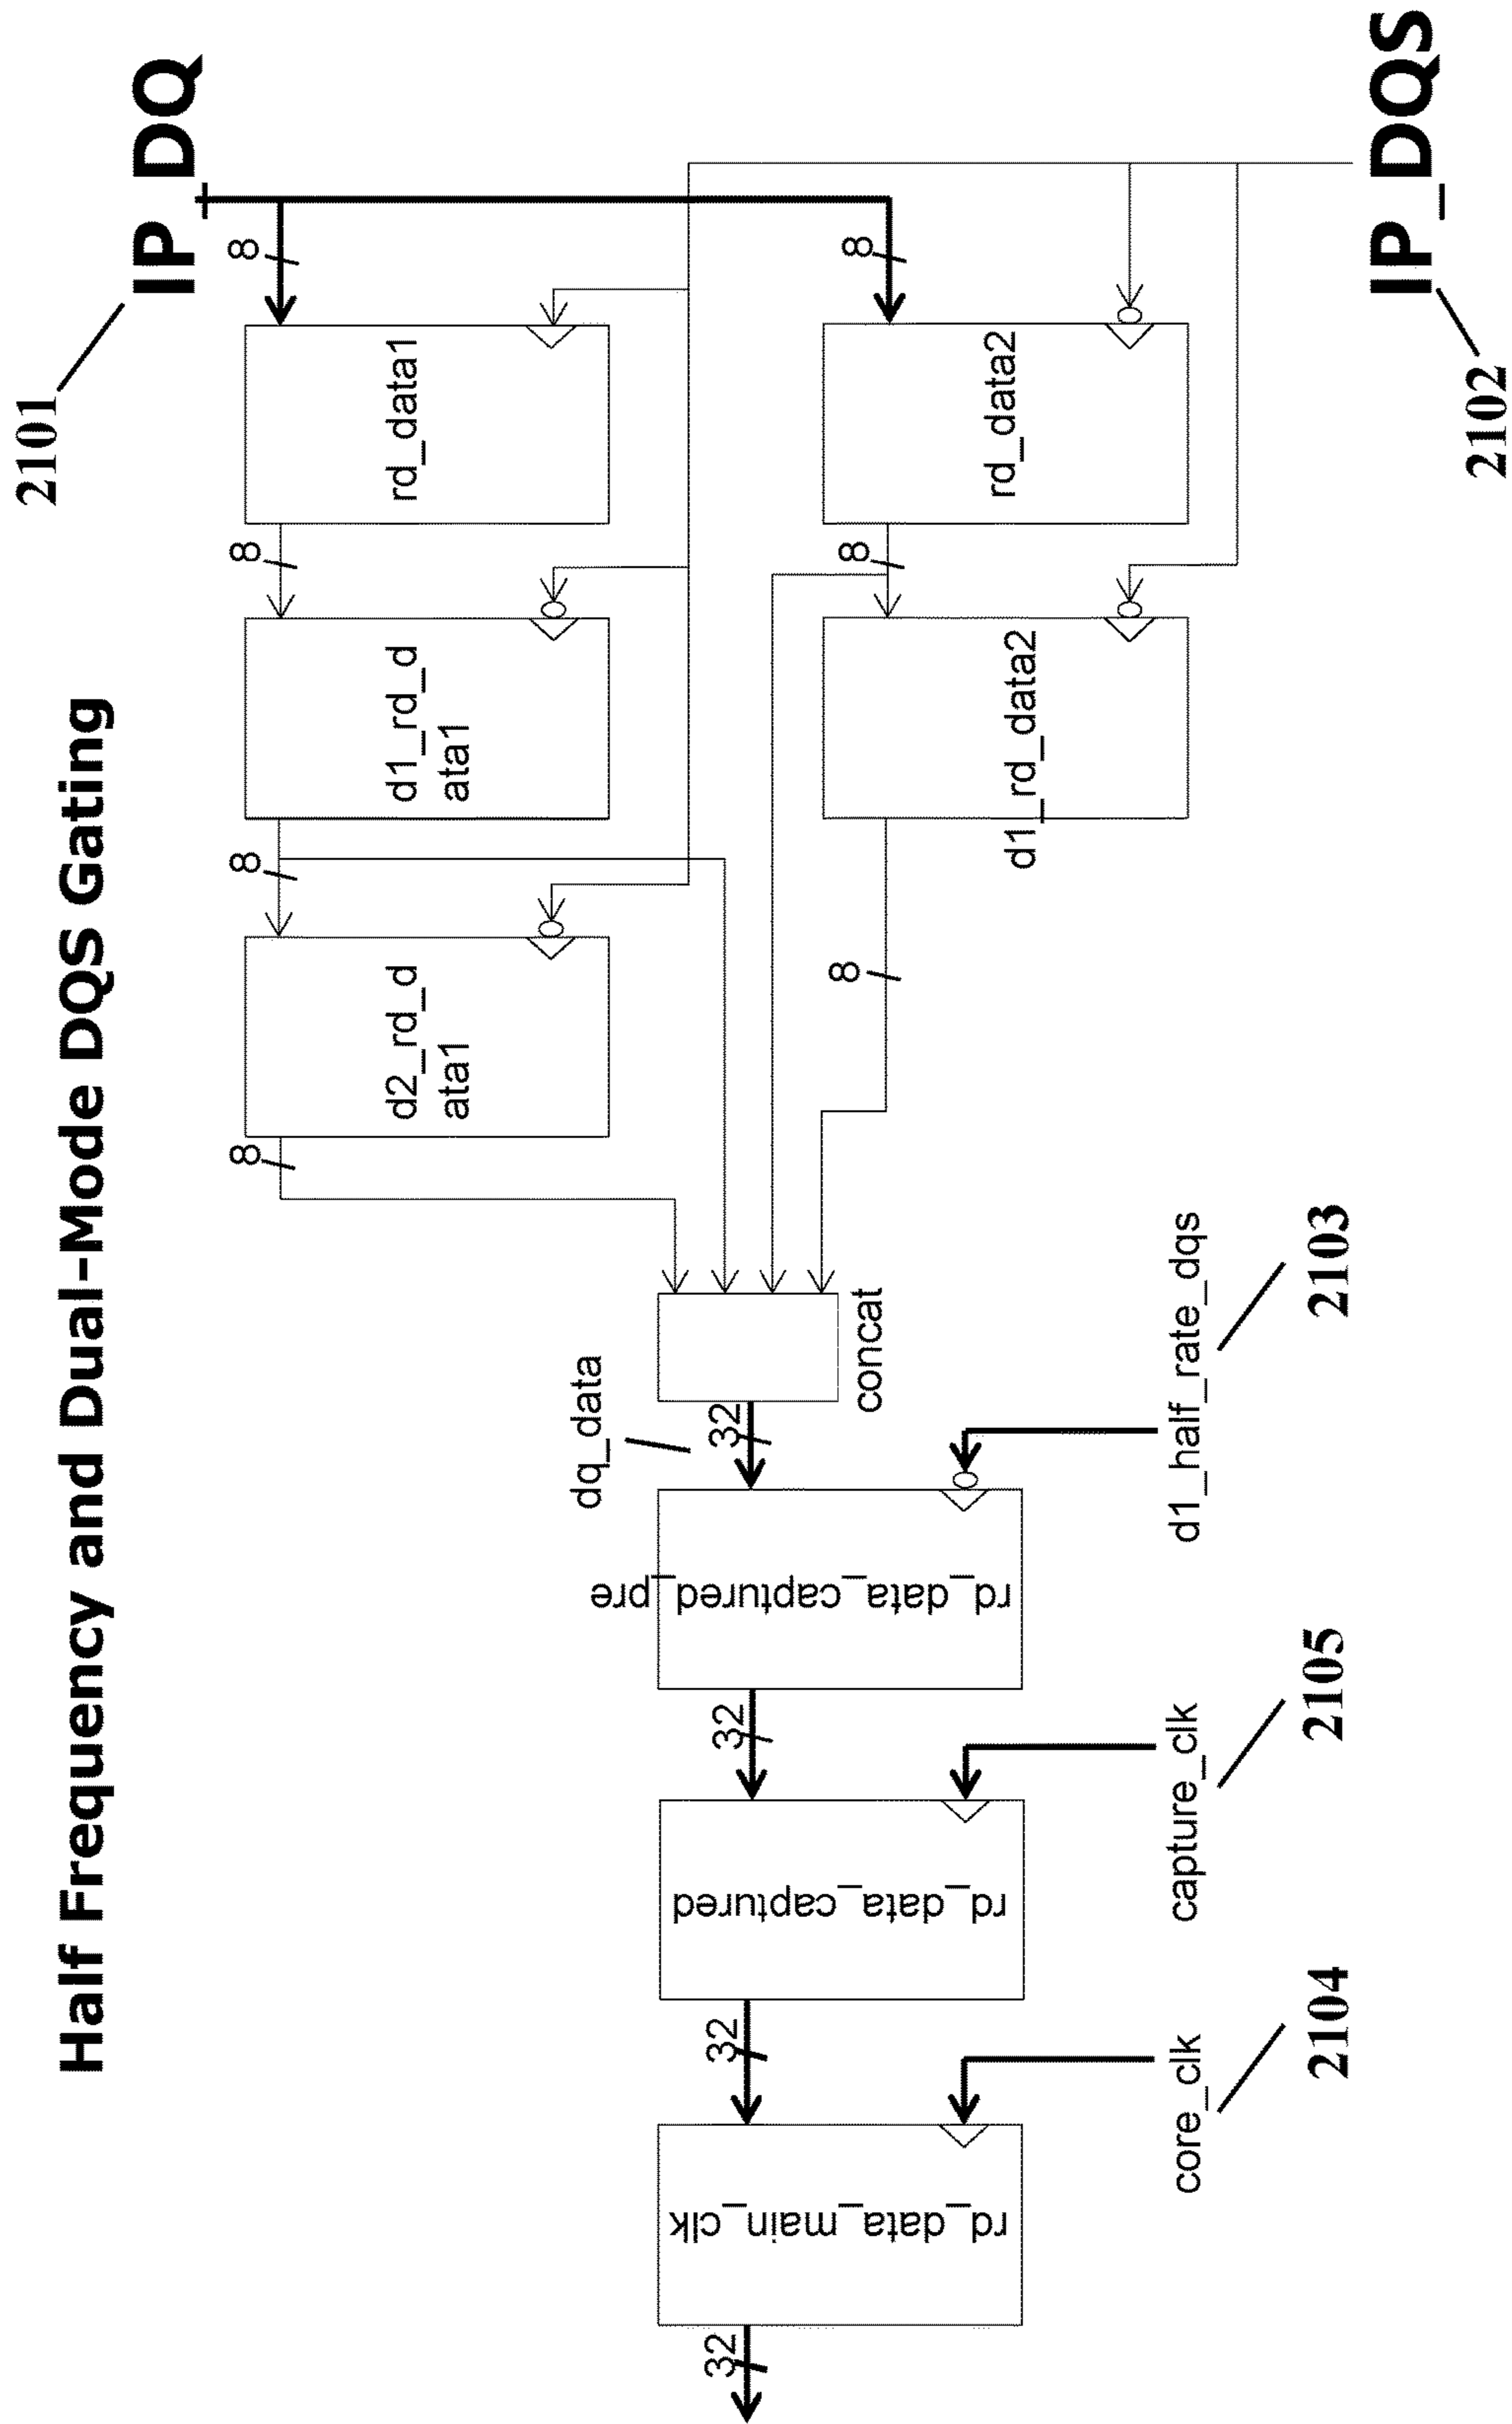 Half Frequency and Dual-Mode DQS Gating
2101
IP_DQ
8
rd_data1
8
d1_rd_d
ata1
8
d2_rd_d
ata1
8
8
rd_data2
8
d1_rd_data2
8
IP_DQS
2102
concat
dq_data
32
rd_data_captured_pre
d1_half_rate_dqs
2103
32
rd_data_captured
capture_clk
2105
32
rd_data_main_clk
core_clk
2104
32